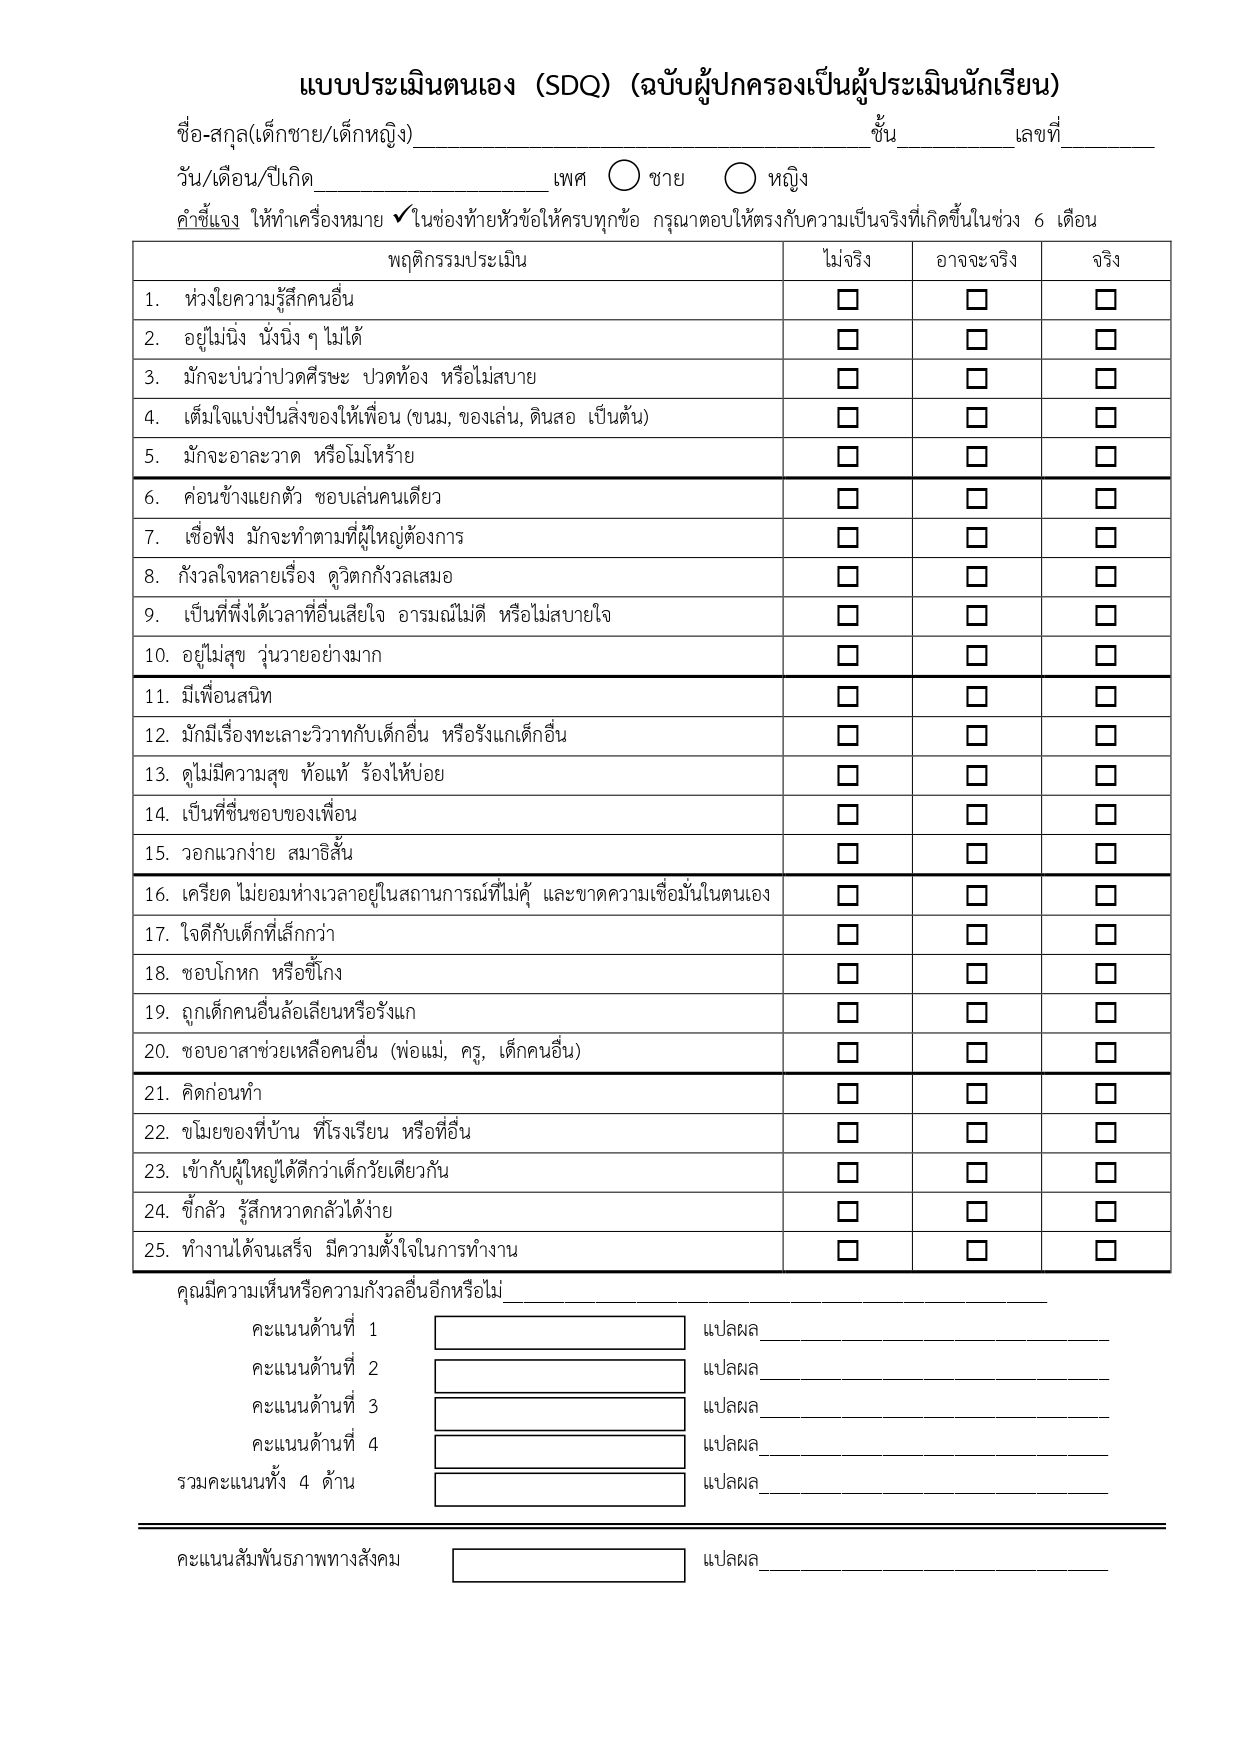 แบบประเมินตนเอง (SDQ) (ฉบับผู้ปกครองเป็นผู้ประเมินนักเรียน)
ชื่อ-สกุล(เด็กชาย/เด็กหญิง)______________________________________ชั้น__________เลขที่________
วัน/เดือน/ปีเกิด____________________ เพศ ชาย หญิง
คำชี้แจง ให้ทำเครื่องหมาย ✓ในช่องท้ายหัวข้อให้ครบทุกข้อ กรุณาตอบให้ตรงกับความเป็นจริงที่เกิดขึ้นในช่วง 6 เดือน
พฤติกรรมประเมิน ไม่จริง อาจจะจริง จริง
1. ห่วงใยความรู้สึกคนอื่น
2. อยู่ไม่นิ่ง นั่งนิ่ง ๆ ไม่ได้
3. มักจะบ่นว่าปวดศีรษะ ปวดท้อง หรือไม่สบาย
4. เต็มใจแบ่งปันสิ่งของให้เพื่อน (ขนม, ของเล่น, ดินสอ เป็นต้น)
5. มักจะอาละวาด หรือโมโหร้าย
6. ค่อนข้างแยกตัว ชอบเล่นคนเดียว
7. เชื่อฟัง มักจะทำตามที่ผู้ใหญ่ต้องการ
8. กังวลใจหลายเรื่อง ดูวิตกกังวลเสมอ
9. เป็นที่พึ่งได้เวลาที่อื่นเสียใจ อารมณ์ไม่ดี หรือไม่สบายใจ
10. อยู่ไม่สุข วุ่นวายอย่างมาก
11. มีเพื่อนสนิท
12. มักมีเรื่องทะเลาะวิวาทกับเด็กอื่น หรือรังแกเด็กอื่น
13. ดูไม่มีความสุข ท้อแท้ ร้องไห้บ่อย
14. เป็นที่ชื่นชอบของเพื่อน
15. วอกแวกง่าย สมาธิสั้น
16. เครียด ไม่ยอมห่างเวลาอยู่ในสถานการณ์ที่ไม่คุ้ และขาดความเชื่อมั่นในตนเอง
17. ใจดีกับเด็กที่เล็กกว่า
18. ชอบโกหก หรือขี้โกง
19. ถูกเด็กคนอื่นล้อเลียนหรือรังแก
20. ชอบอาสาช่วยเหลือคนอื่น (พ่อแม่, ครู, เด็กคนอื่น)
21. คิดก่อนทำ
22. ขโมยของที่บ้าน ที่โรงเรียน หรือที่อื่น
23. เข้ากับผู้ใหญ่ได้ดีกว่าเด็กวัยเดียวกัน
24. ขี้กลัว รู้สึกหวาดกลัวได้ง่าย
25. ทำงานได้จนเสร็จ มีความตั้งใจในการทำงาน
คุณมีความเห็นหรือความกังวลอื่นอีกหรือไม่______________________________________________
คะแนนด้านที่ 1 แปลผล______________________________
คะแนนด้านที่ 2 แปลผล______________________________
คะแนนด้านที่ 3 แปลผล______________________________
คะแนนด้านที่ 4 แปลผล______________________________
รวมคะแนนทั้ง 4 ด้าน แปลผล______________________________
คะแนนสัมพันธภาพทางสังคม แปลผล______________________________